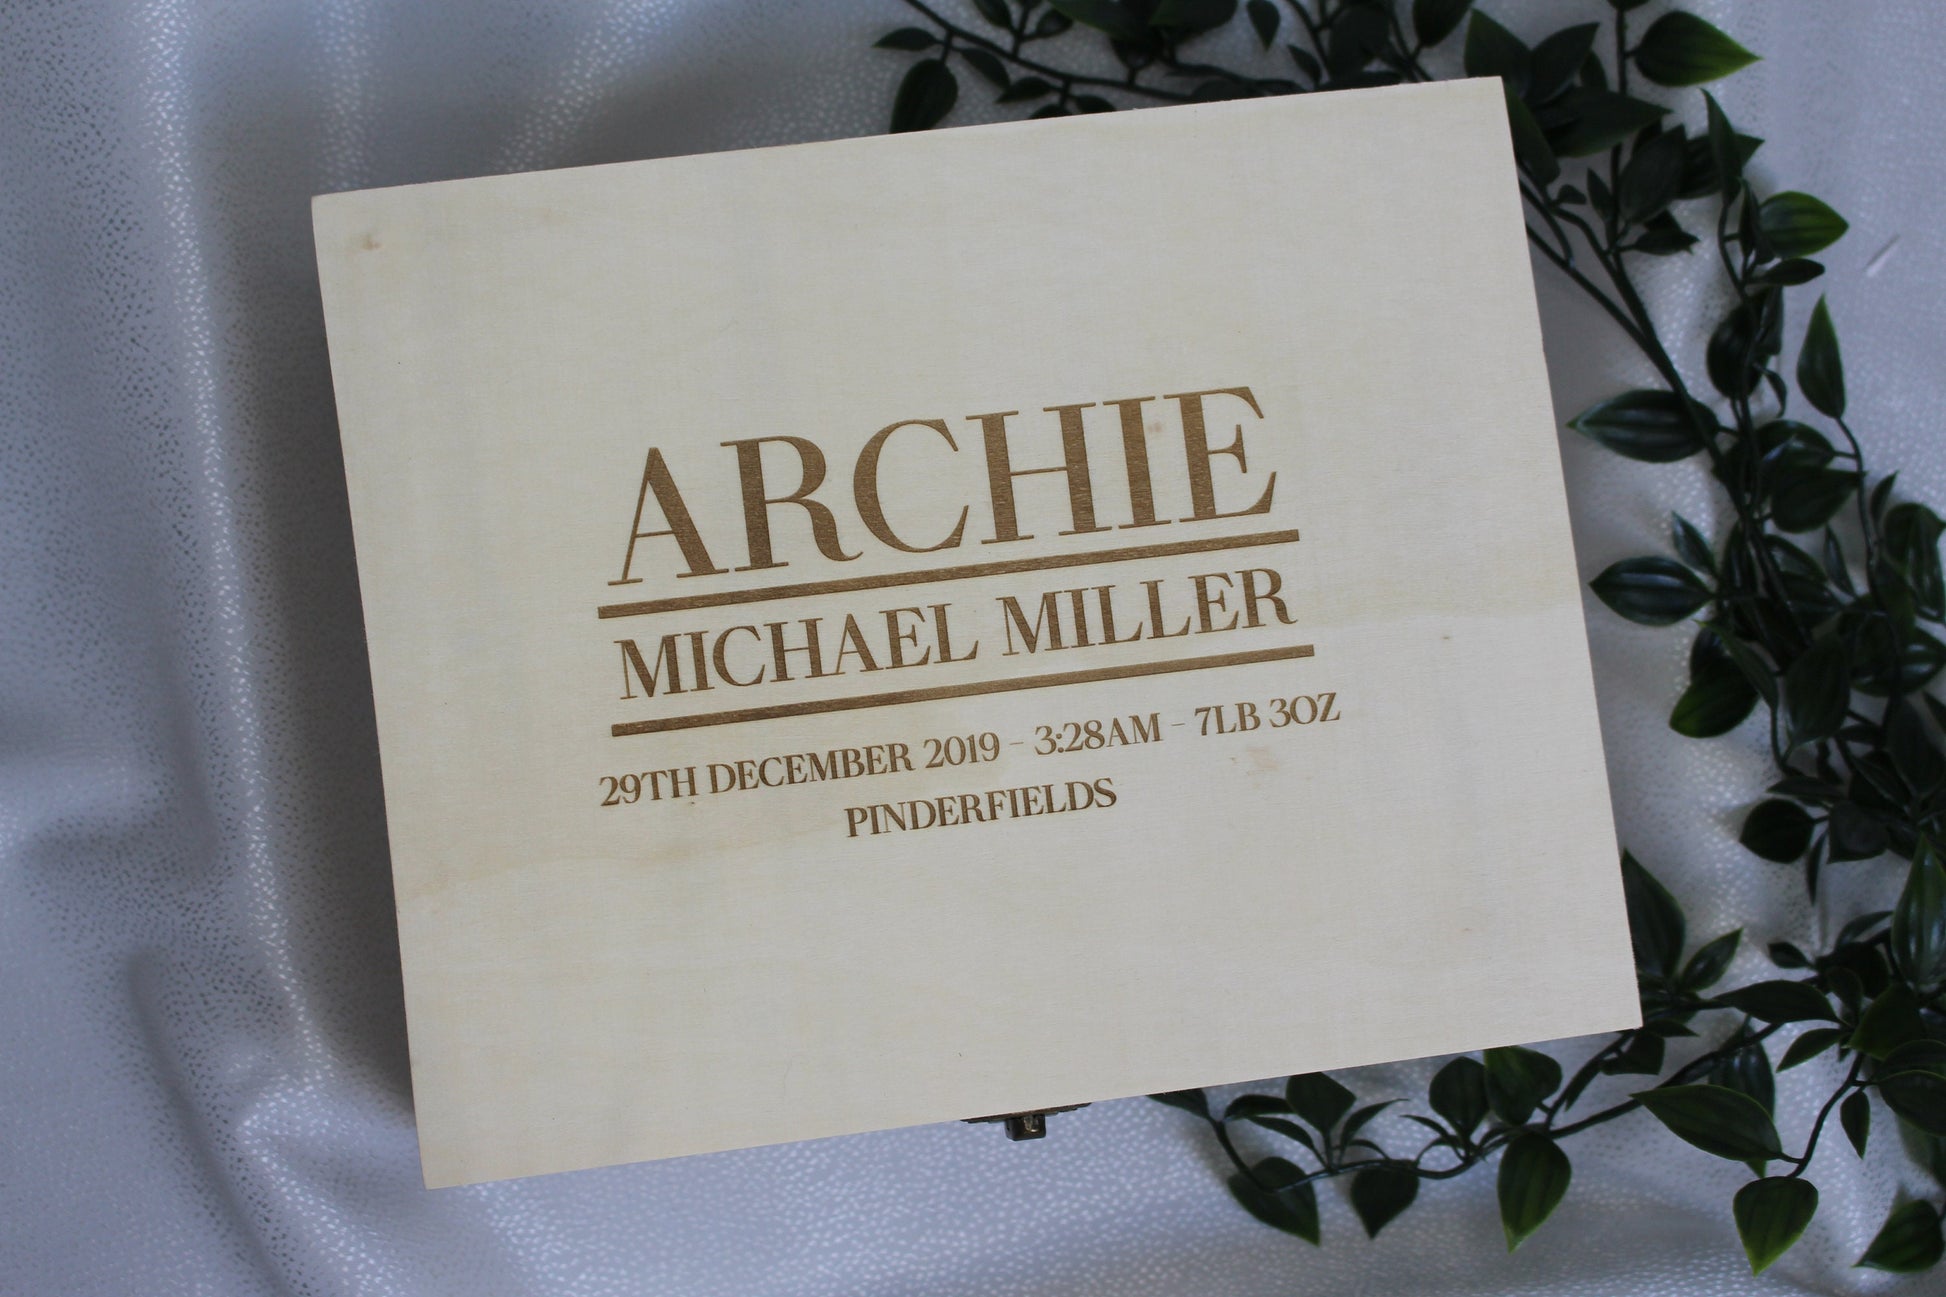 ARCHIE
MICHAEL MILLER
29TH DECEMBER 2019 - 3:28AM - 7LB 3OZ
PINDERFIELDS